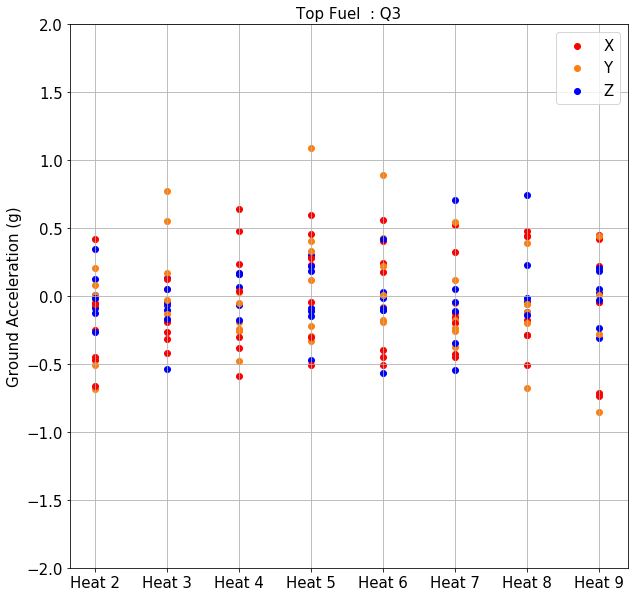 Top Fuel  : Q3
X
Y
Z
Ground Acceleration (g)
2.0
1.5
1.0
0.5
0.0
−0.5
−1.0
−1.5
−2.0
Heat 2 Heat 3 Heat 4 Heat 5 Heat 6 Heat 7 Heat 8 Heat 9